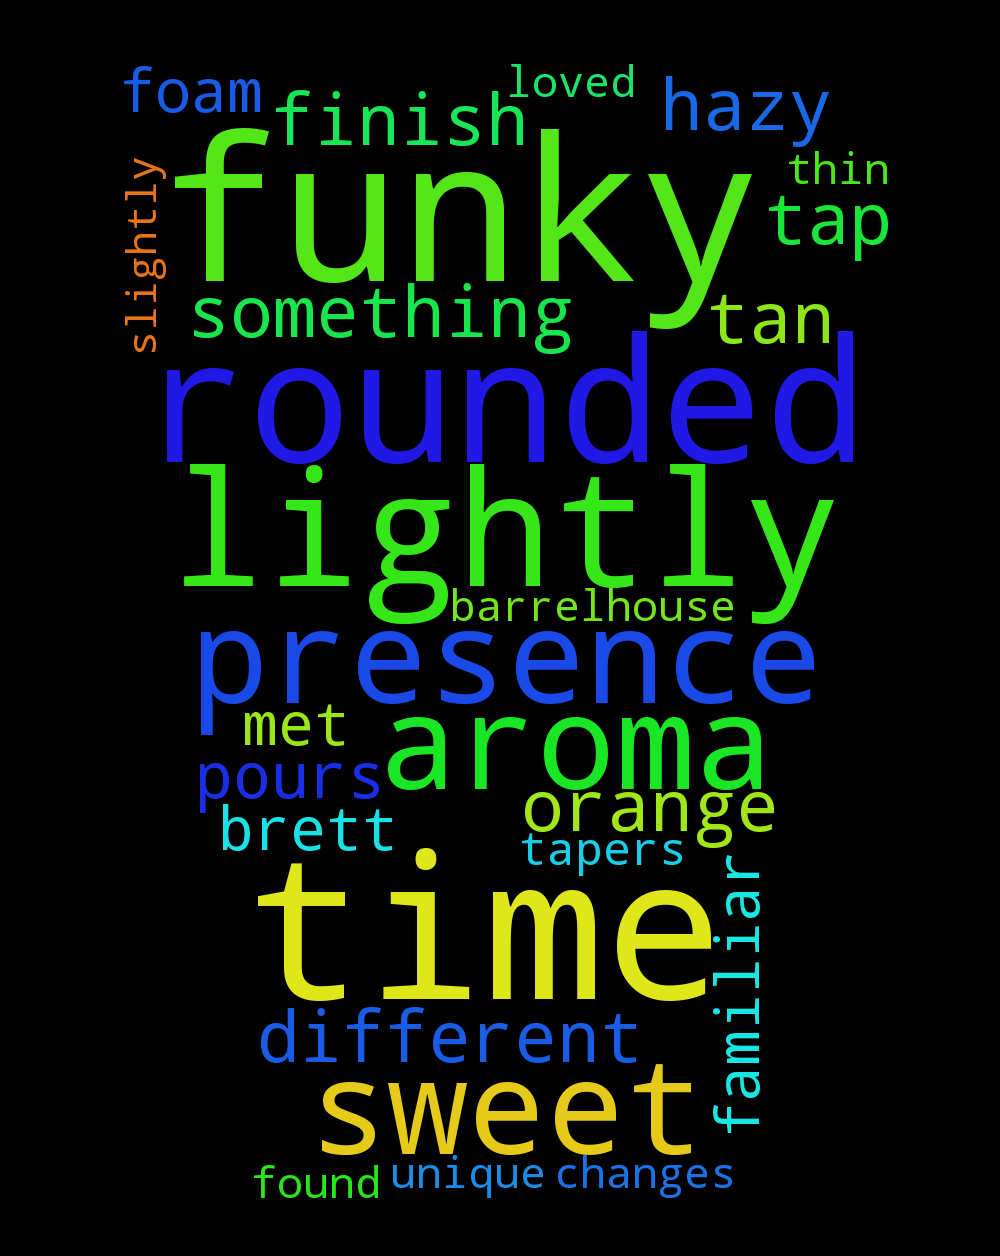 foam
finish
loved
hazy
funky
thin
tap
slightly
something
tan
rounded
lightly
barrelhouse
presence
met
aroma
pours
orange
brett
tapers
time
familiar
different
sweet
found
unique
changes